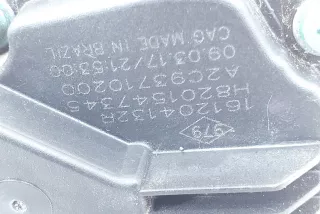 161204132R
H8201547345
A2C93710200
09.03.17/21:53:00
CAG MADE IN BRAZIL
979